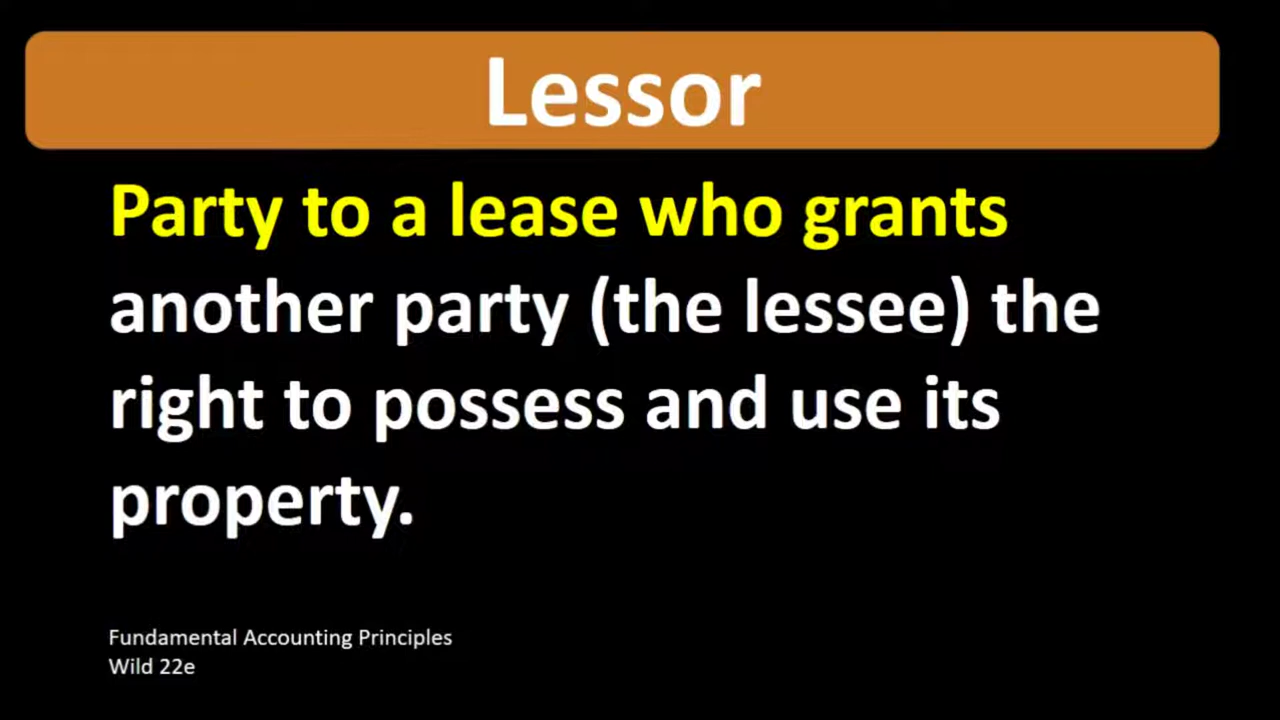 Lessor
Party to a lease who grants
another party (the lessee) the
right to possess and use its
property.
Fundamental Accounting Principles
Wild 22e